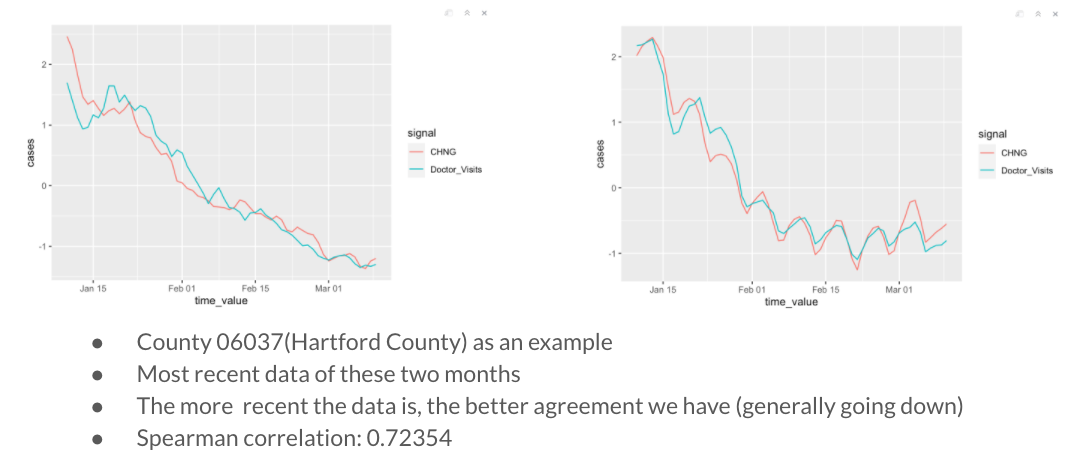 2
1
0
-1
cases
Jan 15
Feb 01
Feb 15
Mar 01
time_value
signal
CHNG
Doctor_Visits
2
1
0
-1
cases
Jan 15
Feb 01
Feb 15
Mar 01
time_value
signal
CHNG
Doctor_Visits
● County 06037(Hartford County) as an example
● Most recent data of these two months
● The more  recent the data is, the better agreement we have (generally going down)
● Spearman correlation: 0.72354